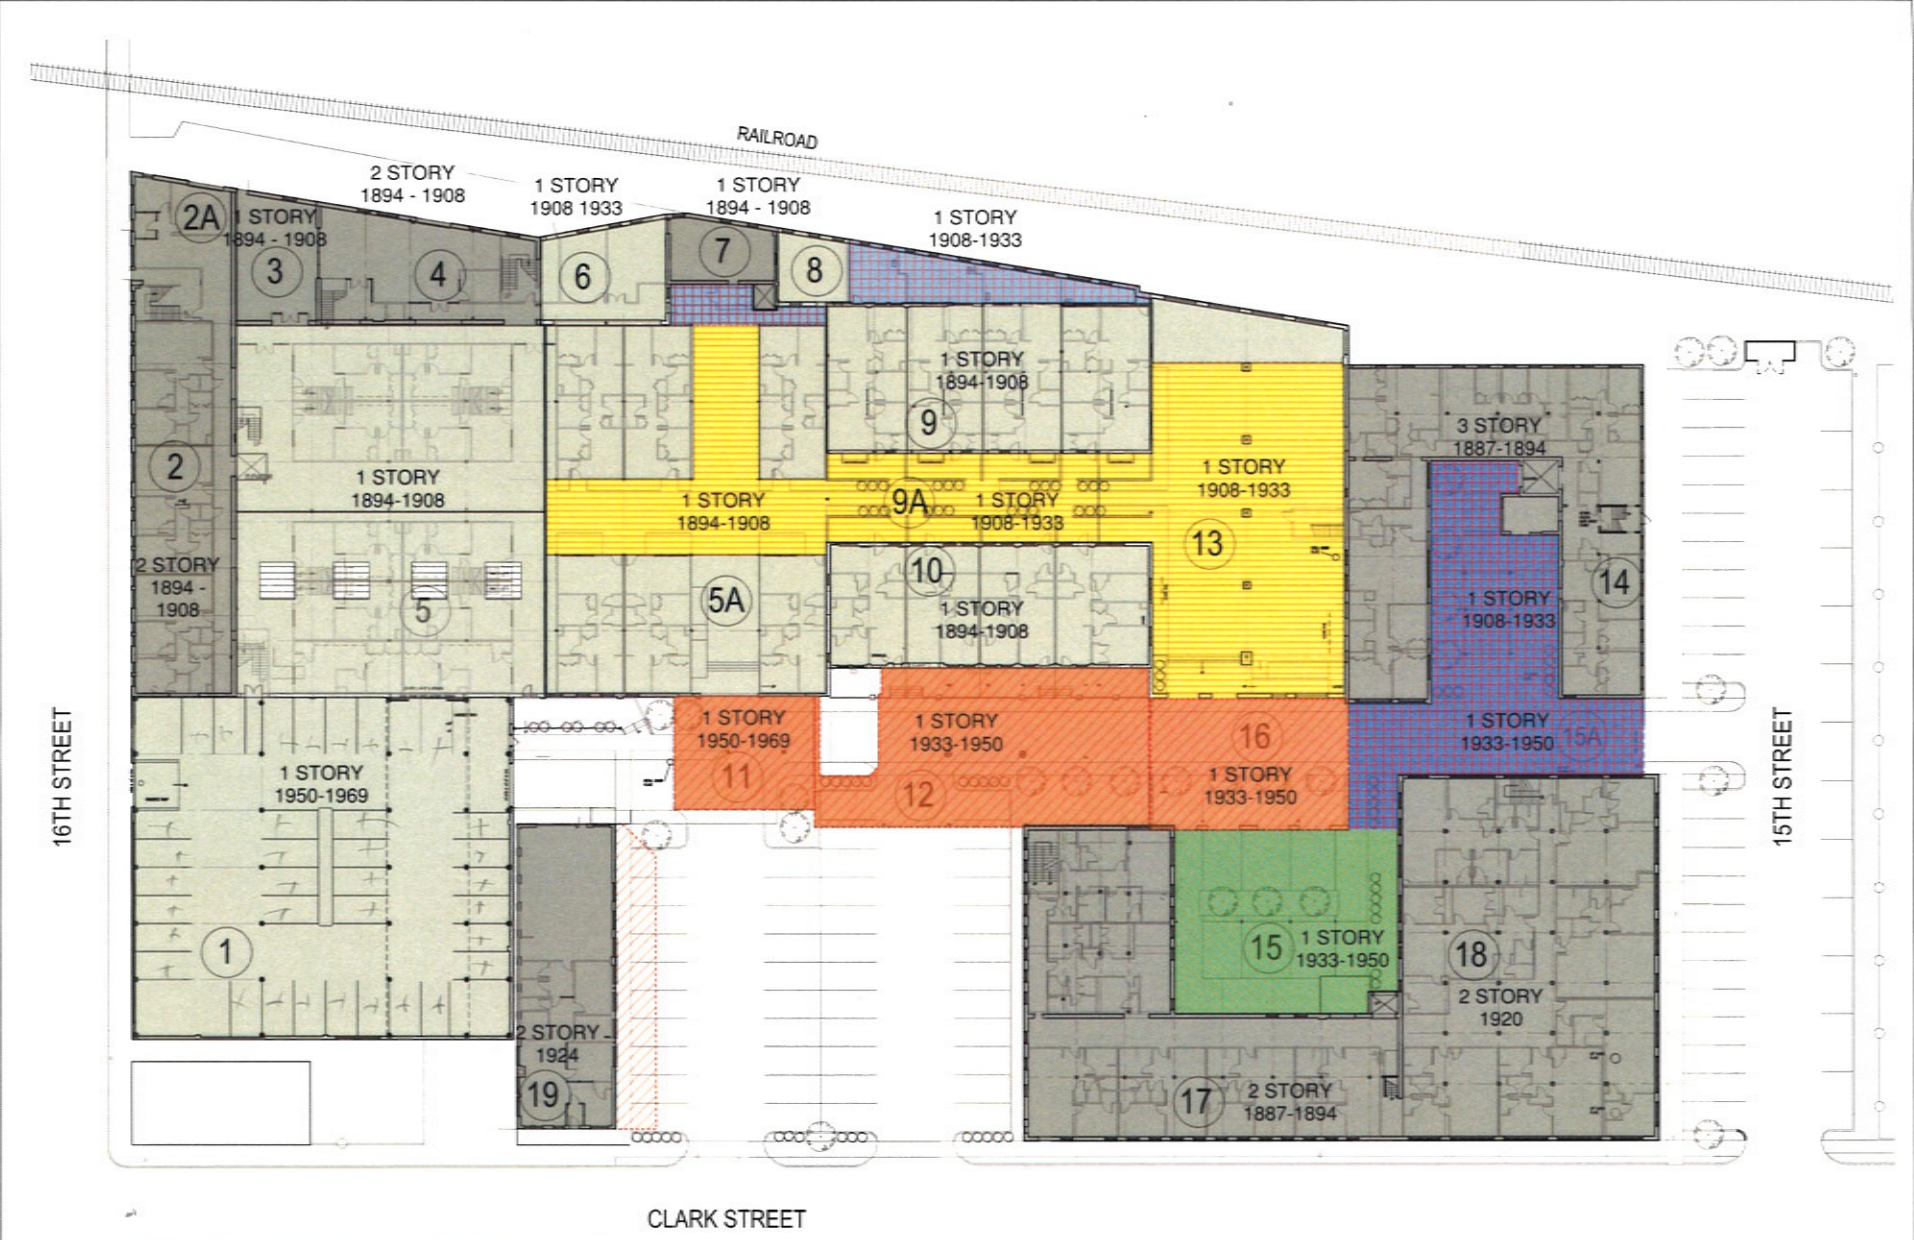 RAILROAD
2 STORY
1894 - 1908
1 STORY
1908 1933
1 STORY
1894 - 1908
1 STORY
1908-1933
2A
1 STORY
1894 - 1908
3
4
6
7
8
2
2 STORY
1894 -
1908
1 STORY
1894-1908
5
1 STORY
1894-1908
5A
1 STORY
1894-1908
9
9A
1 STORY
1908-1933
10
1 STORY
1894-1908
1 STORY
1908-1933
13
3 STORY
1887-1894
14
1 STORY
1908-1933
1 STORY
1933-1950
15A
1 STORY
1950-1969
11
1 STORY
1933-1950
12
16
1 STORY
1933-1950
1 STORY
1950-1969
1
2 STORY -
1924
19
15
1 STORY
1933-1950
18
2 STORY
1920
17
2 STORY
1887-1894
16TH STREET
15TH STREET
CLARK STREET